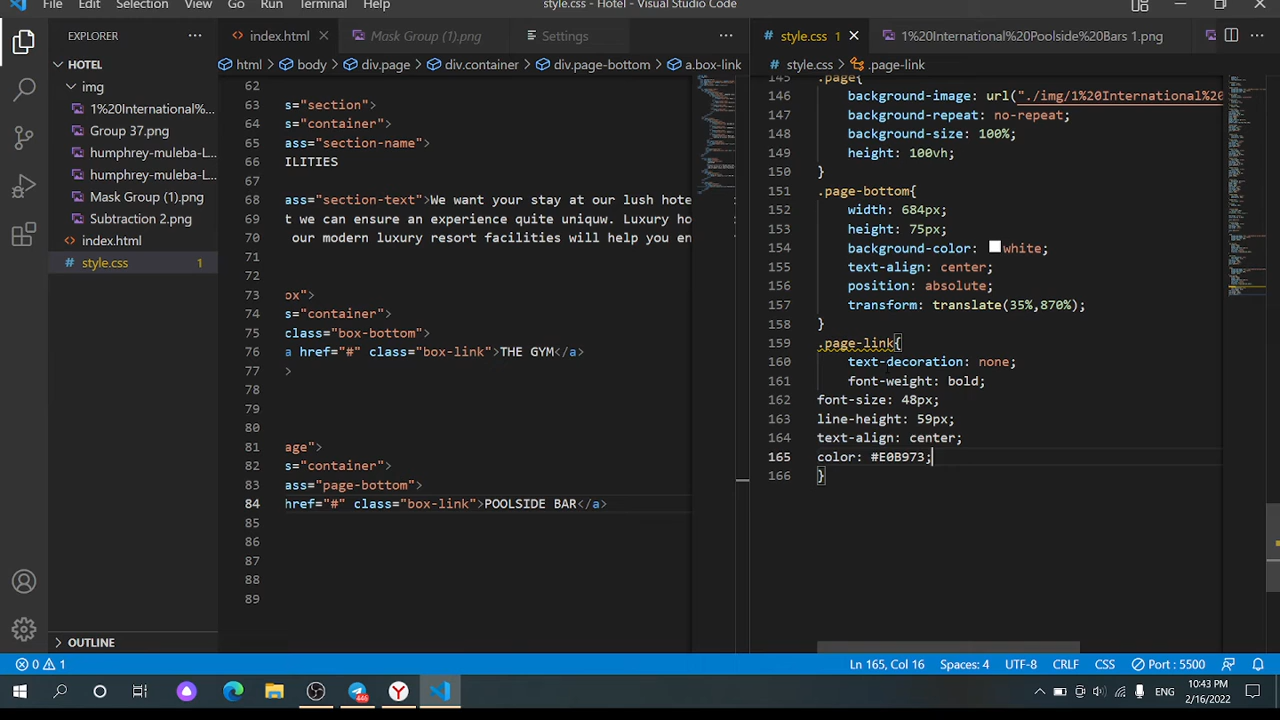 File Edit Selection View Go Run Terminal Help
style.css - Hotel - Visual Studio Code
EXPLORER
HOTEL
img
1%20International%...
Group 37.png
humphrey-muleba-L...
humphrey-muleba-L...
Mask Group (1).png
Subtraction 2.png
index.html
style.css 1
OUTLINE
index.html
Mask Group (1).png
Settings
html > body > div.page > div.container > div.page-bottom > a.box-link
62
63 s="section">
64 s="container">
65 ass="section-name">
66 ILITIES
67
68 ass="section-text">We want your stay at our lush hote
69 t we can ensure an experience quite uniquw. Luxury ho
70 our modern luxury resort facilities will help you en
71
72
73 ox">
74 s="container">
75 class="box-bottom">
76 a href="#" class="box-link">THE GYM</a>
77 >
78
79
80
81 age">
82 s="container">
83 ass="page-bottom">
84 href="#" class="box-link">POOLSIDE BAR</a>
85
86
87
88
89
style.css 1
1%20International%20Poolside%20Bars 1.png
style.css > .page-link
145 .page{
146 background-image: url("./img/1%20International%20
147 background-repeat: no-repeat;
148 background-size: 100%;
149 height: 100vh;
150 }
151 .page-bottom{
152 width: 684px;
153 height: 75px;
154 background-color: white;
155 text-align: center;
156 position: absolute;
157 transform: translate(35%,870%);
158 }
159 .page-link{
160 text-decoration: none;
161 font-weight: bold;
162 font-size: 48px;
163 line-height: 59px;
164 text-align: center;
165 color: #E0B973;
166 }
0 1
Ln 165, Col 16 Spaces: 4 UTF-8 CRLF CSS Port : 5500
ENG
10:43 PM
2/16/2022